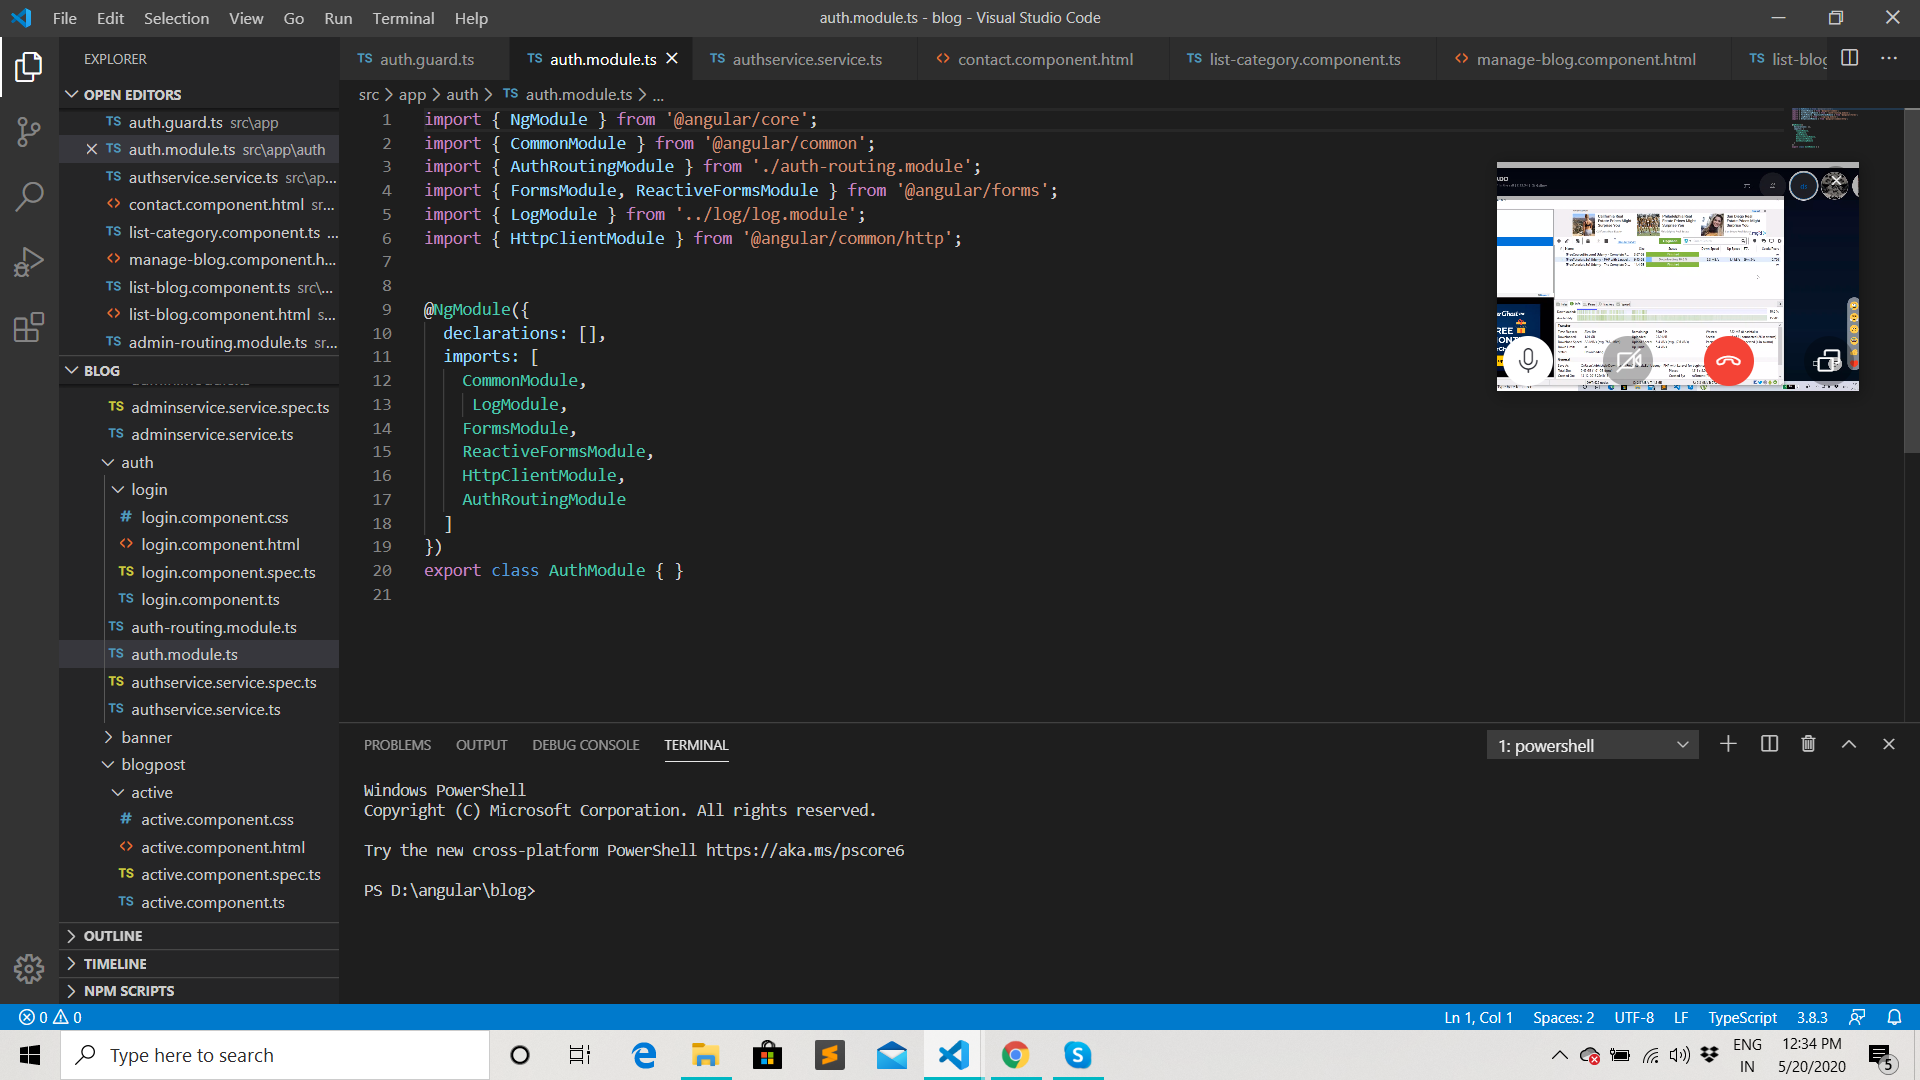 File Edit Selection View Go Run Terminal Help
auth.module.ts - blog - Visual Studio Code
EXPLORER
OPEN EDITORS
TS auth.guard.ts src\app
TS auth.module.ts src\app\auth
TS authservice.service.ts src\ap...
<> contact.component.html sr...
TS list-category.component.ts ...
<> manage-blog.component.h...
TS list-blog.component.ts src\...
<> list-blog.component.html s...
TS admin-routing.module.ts sr...
BLOG
TS adminservice.service.spec.ts
TS adminservice.service.ts
auth
login
# login.component.css
<> login.component.html
TS login.component.spec.ts
TS login.component.ts
TS auth-routing.module.ts
TS auth.module.ts
TS authservice.service.spec.ts
TS authservice.service.ts
banner
blogpost
active
# active.component.css
<> active.component.html
TS active.component.spec.ts
TS active.component.ts
OUTLINE
TIMELINE
NPM SCRIPTS
TS auth.guard.ts TS auth.module.ts TS authservice.service.ts <> contact.component.html TS list-category.component.ts <> manage-blog.component.html TS list-blog
src > app > auth > TS auth.module.ts > ...
1 import { NgModule } from '@angular/core';
2 import { CommonModule } from '@angular/common';
3 import { AuthRoutingModule } from './auth-routing.module';
4 import { FormsModule, ReactiveFormsModule } from '@angular/forms';
5 import { LogModule } from '../log/log.module';
6 import { HttpClientModule } from '@angular/common/http';
7
8
9 @NgModule({
10 declarations: [],
11 imports: [
12 CommonModule,
13 LogModule,
14 FormsModule,
15 ReactiveFormsModule,
16 HttpClientModule,
17 AuthRoutingModule
18 ]
19 })
20 export class AuthModule { }
21
PROBLEMS OUTPUT DEBUG CONSOLE TERMINAL
1: powershell
Windows PowerShell
Copyright (C) Microsoft Corporation. All rights reserved.
Try the new cross-platform PowerShell https://aka.ms/pscore6
PS D:\angular\blog>
0 0
Ln 1, Col 1 Spaces: 2 UTF-8 LF TypeScript 3.8.3
Type here to search
ENG
IN
12:34 PM
5/20/2020
5